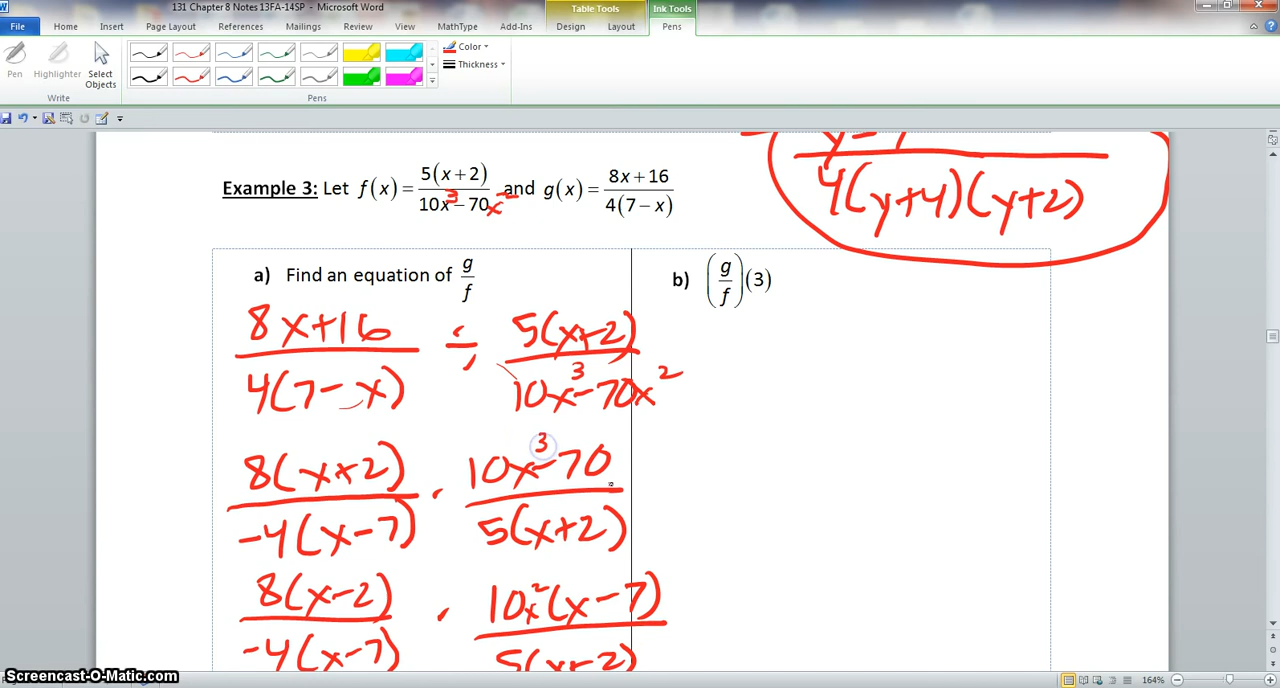 131 Chapter 8 Notes 13FA-14SP - Microsoft Word
Table Tools
Ink Tools
File Home Insert Page Layout References Mailings Review View MathType Add-Ins Design Layout Pens
Pen Highlighter Select Objects
Color
Thickness
Write
Pens
y-7
4(y+4)(y+2)
Example 3: Let f(x) = 5(x+2) / 10x³-70x² and g(x) = 8x+16 / 4(7-x)
a) Find an equation of g/f
b) (g/f)(3)
8x+16 / 4(7-x) ÷ 5(x+2) / 10x³-70x²
8(x+2) / -4(x-7) · 10x³-70 / 5(x+2)
8(x-2) / -4(x-7) · 10x²(x-7) / 5(x+2)
Screencast-O-Matic.com
164%